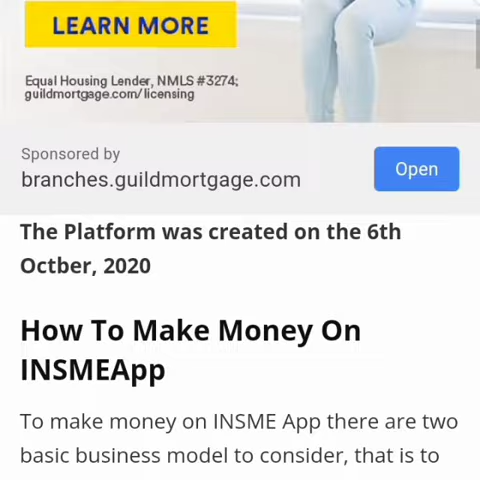 LEARN MORE
Equal Housing Lender, NMLS #3274;
guildmortgage.com/licensing
Sponsored by
branches.guildmortgage.com
Open
The Platform was created on the 6th
Octber, 2020
How To Make Money On
INSMEApp
To make money on INSME App there are two
basic business model to consider, that is to